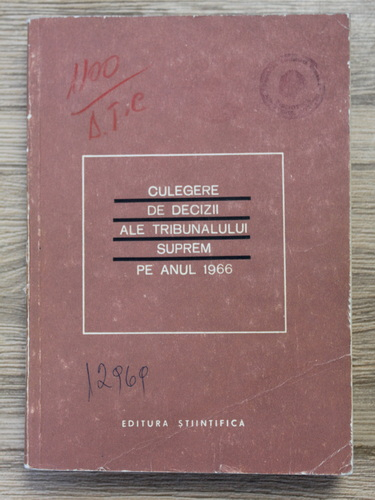 1100
D.T.C
CULEGERE
DE DECIZII
ALE TRIBUNALULUI
SUPREM
PE ANUL 1966
12969
EDITURA STIINTIFICA